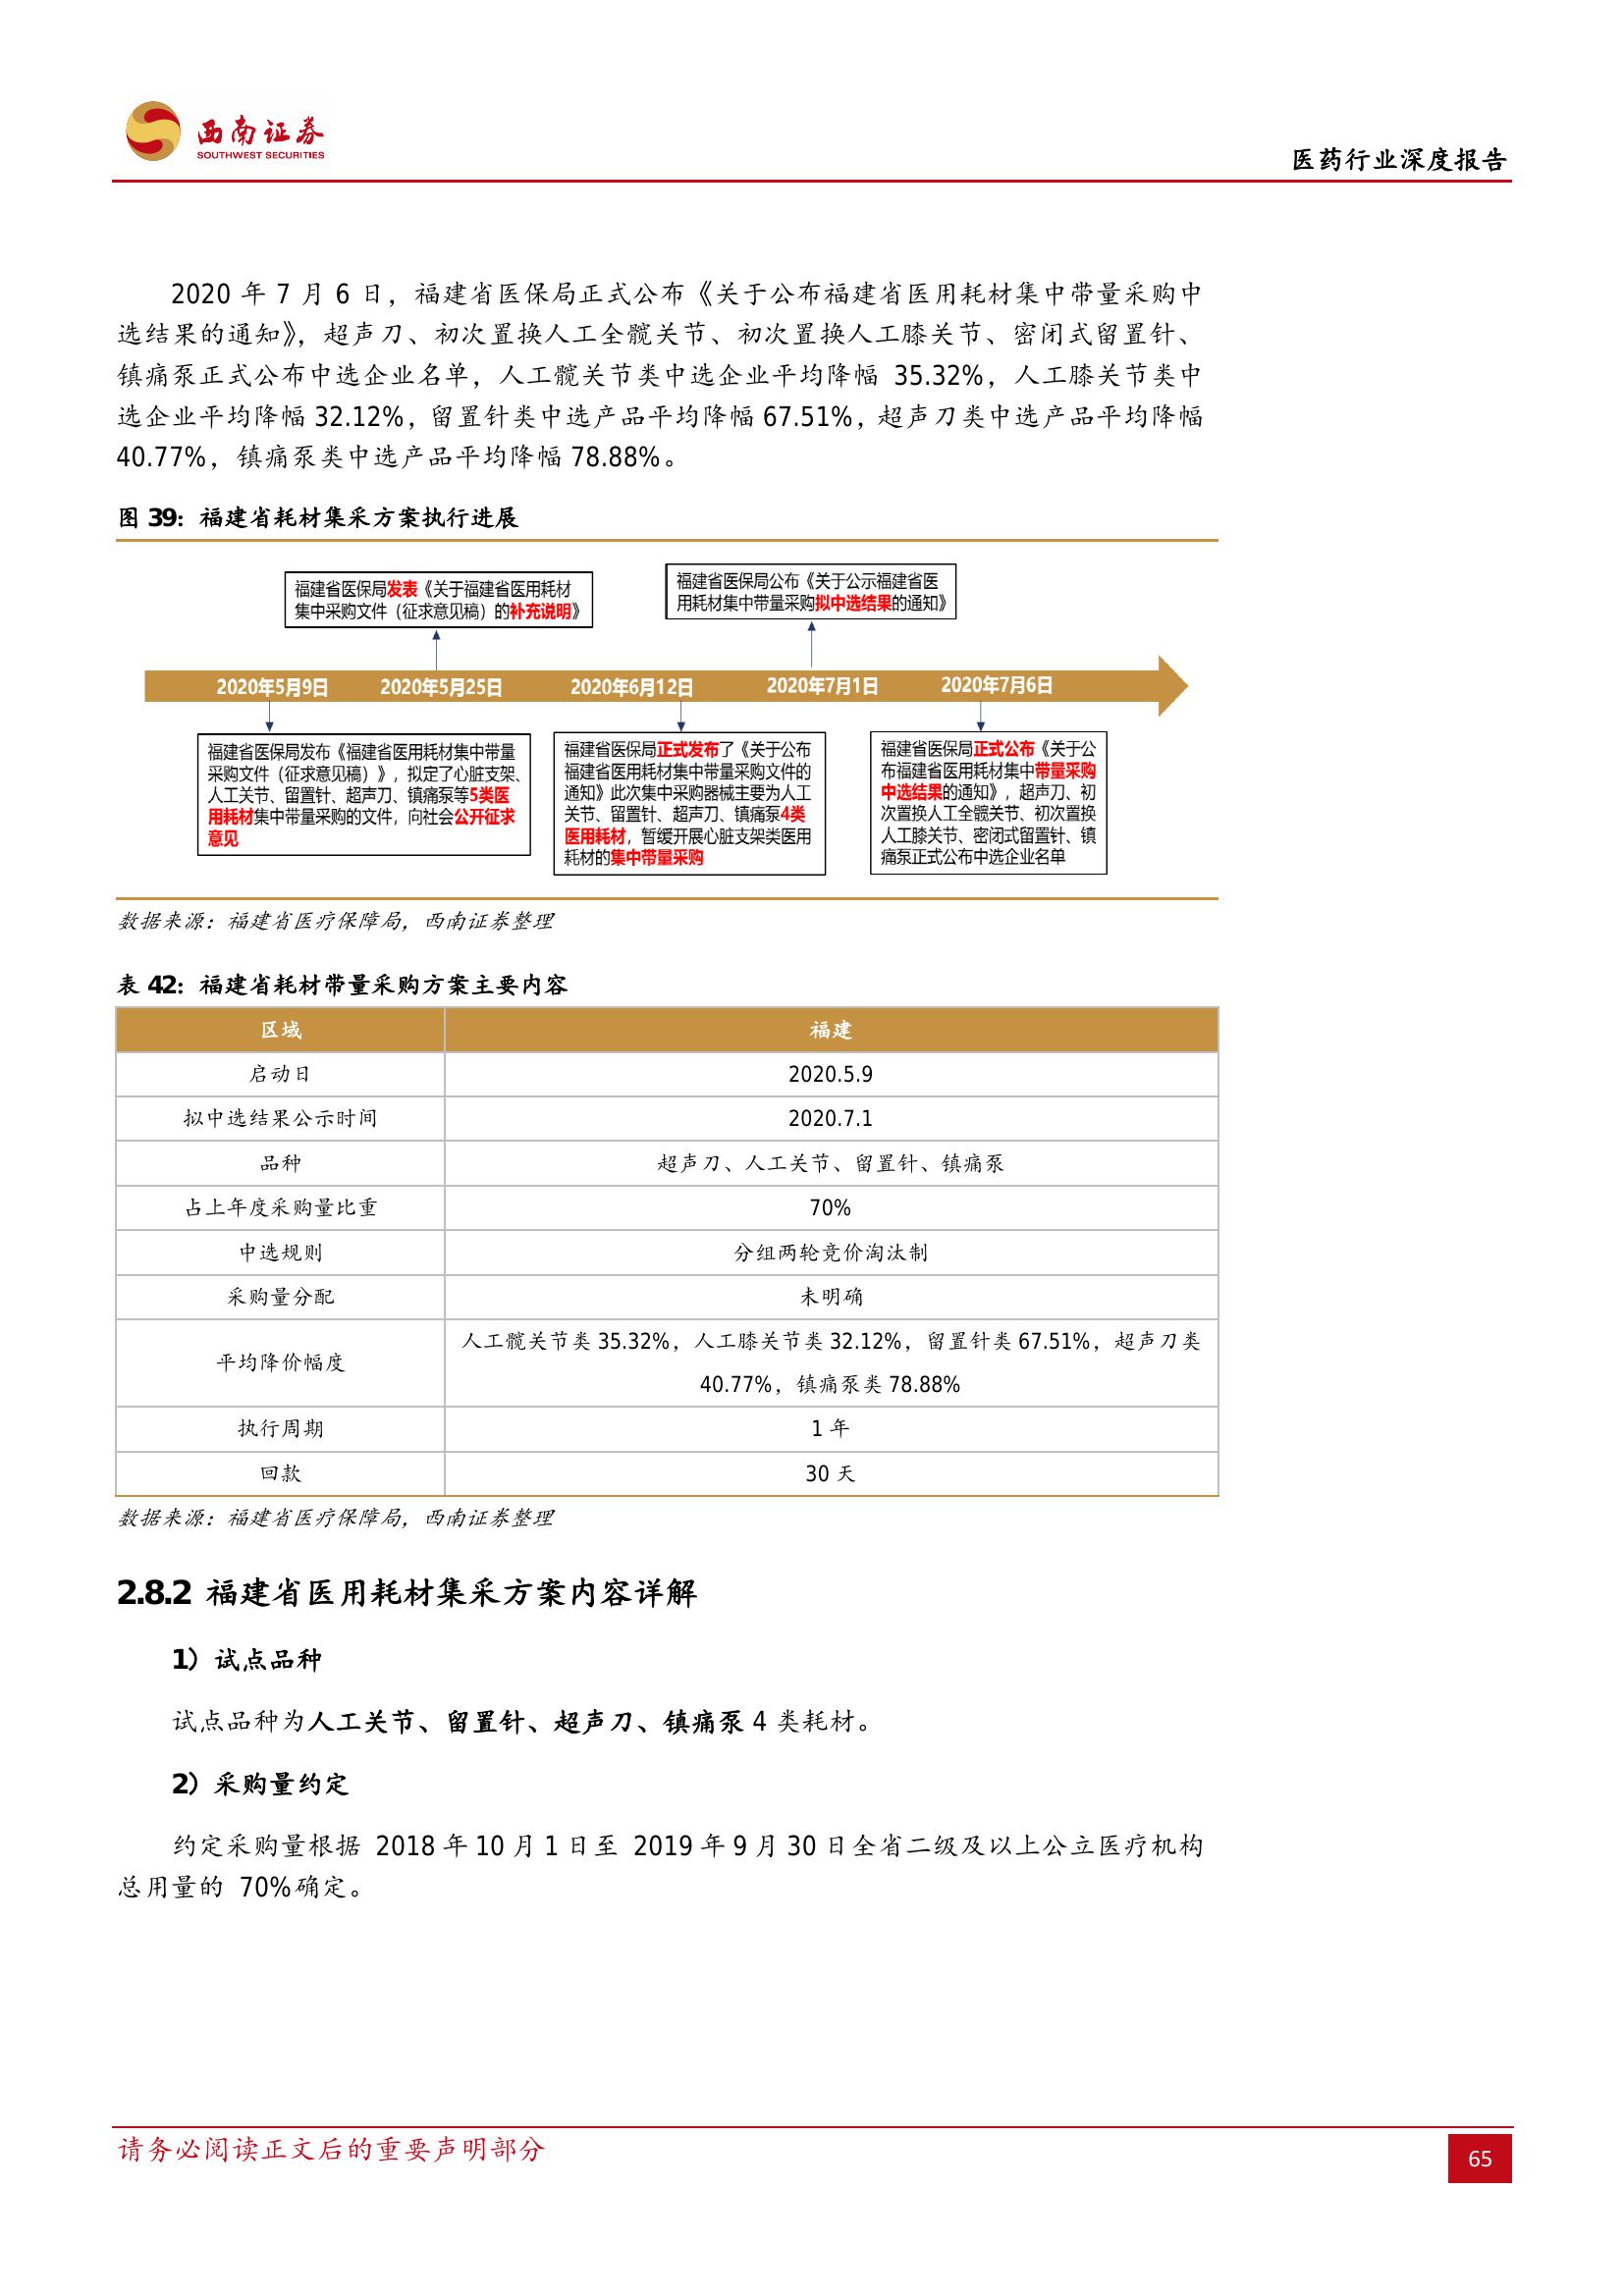 西南证券
SOUTHWEST SECURITIES
医药行业深度报告
2020 年 7 月 6 日，福建省医保局正式公布《关于公布福建省医用耗材集中带量采购中
选结果的通知》，超声刀、初次置换人工全髋关节、初次置换人工膝关节、密闭式留置针、
镇痛泵正式公布中选企业名单，人工髋关节类中选企业平均降幅 35.32%，人工膝关节类中
选企业平均降幅 32.12%，留置针类中选产品平均降幅 67.51%，超声刀类中选产品平均降幅
40.77%，镇痛泵类中选产品平均降幅 78.88%。
图 39：福建省耗材集采方案执行进展
福建省医保局发表《关于福建省医用耗材
集中采购文件（征求意见稿）的补充说明》
福建省医保局公布《关于公示福建省医
用耗材集中带量采购拟中选结果的通知》
2020年5月9日
2020年5月25日
2020年6月12日
2020年7月1日
2020年7月6日
福建省医保局发布《福建省医用耗材集中带量
采购文件（征求意见稿）》，拟定了心脏支架、
人工关节、留置针、超声刀、镇痛泵等5类医
用耗材集中带量采购的文件，向社会公开征求
意见
福建省医保局正式发布了《关于公布
福建省医用耗材集中带量采购文件的
通知》此次集中采购器械主要为人工
关节、留置针、超声刀、镇痛泵4类
医用耗材，暂缓开展心脏支架类医用
耗材的集中带量采购
福建省医保局正式公布《关于公
布福建省医用耗材集中带量采购
中选结果的通知》，超声刀、初
次置换人工全髋关节、初次置换
人工膝关节、密闭式留置针、镇
痛泵正式公布中选企业名单
数据来源：福建省医疗保障局，西南证券整理
表 42：福建省耗材带量采购方案主要内容
区域 福建
启动日 2020.5.9
拟中选结果公示时间 2020.7.1
品种 超声刀、人工关节、留置针、镇痛泵
占上年度采购量比重 70%
中选规则 分组两轮竞价淘汰制
采购量分配 未明确
平均降价幅度 人工髋关节类 35.32%，人工膝关节类 32.12%，留置针类 67.51%，超声刀类
40.77%，镇痛泵类 78.88%
执行周期 1 年
回款 30 天
数据来源：福建省医疗保障局，西南证券整理
2.8.2 福建省医用耗材集采方案内容详解
1）试点品种
试点品种为人工关节、留置针、超声刀、镇痛泵 4 类耗材。
2）采购量约定
约定采购量根据 2018 年 10 月 1 日至 2019 年 9 月 30 日全省二级及以上公立医疗机构
总用量的 70%确定。
请务必阅读正文后的重要声明部分
65